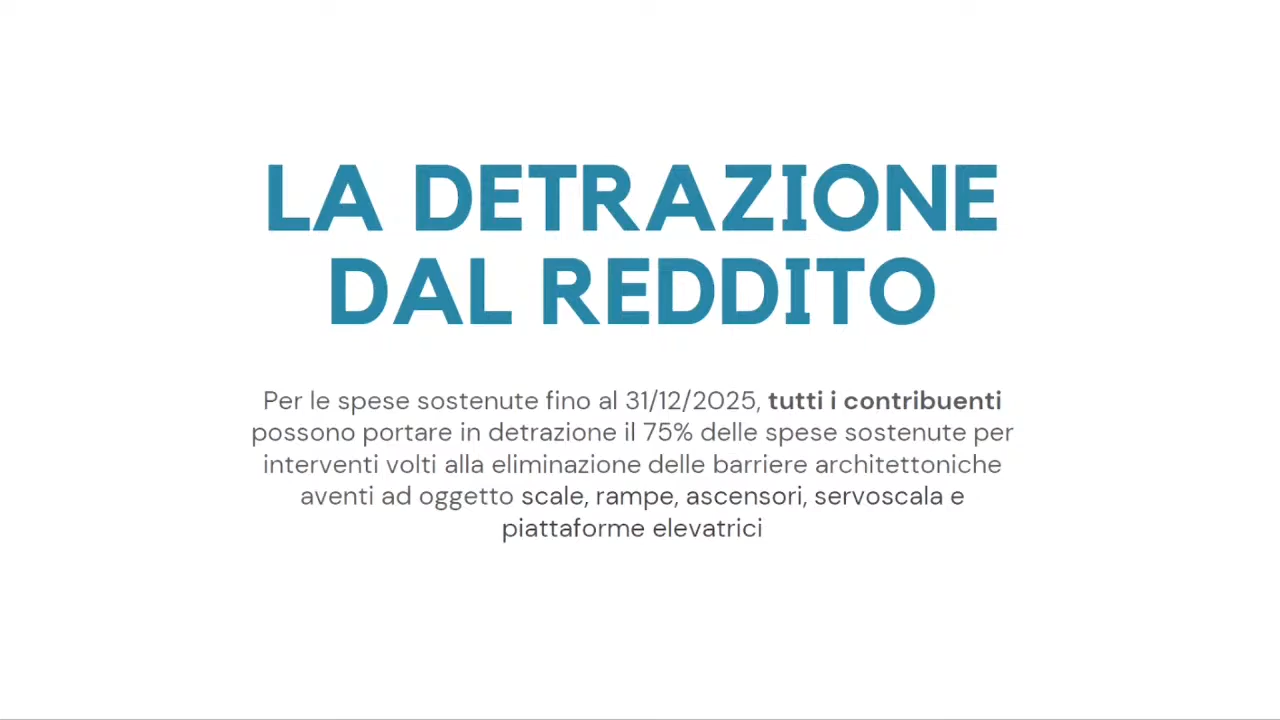 LA DETRAZIONE
DAL REDDITO
Per le spese sostenute fino al 31/12/2025, tutti i contribuenti
possono portare in detrazione il 75% delle spese sostenute per
interventi volti alla eliminazione delle barriere architettoniche
aventi ad oggetto scale, rampe, ascensori, servoscala e
piattaforme elevatrici